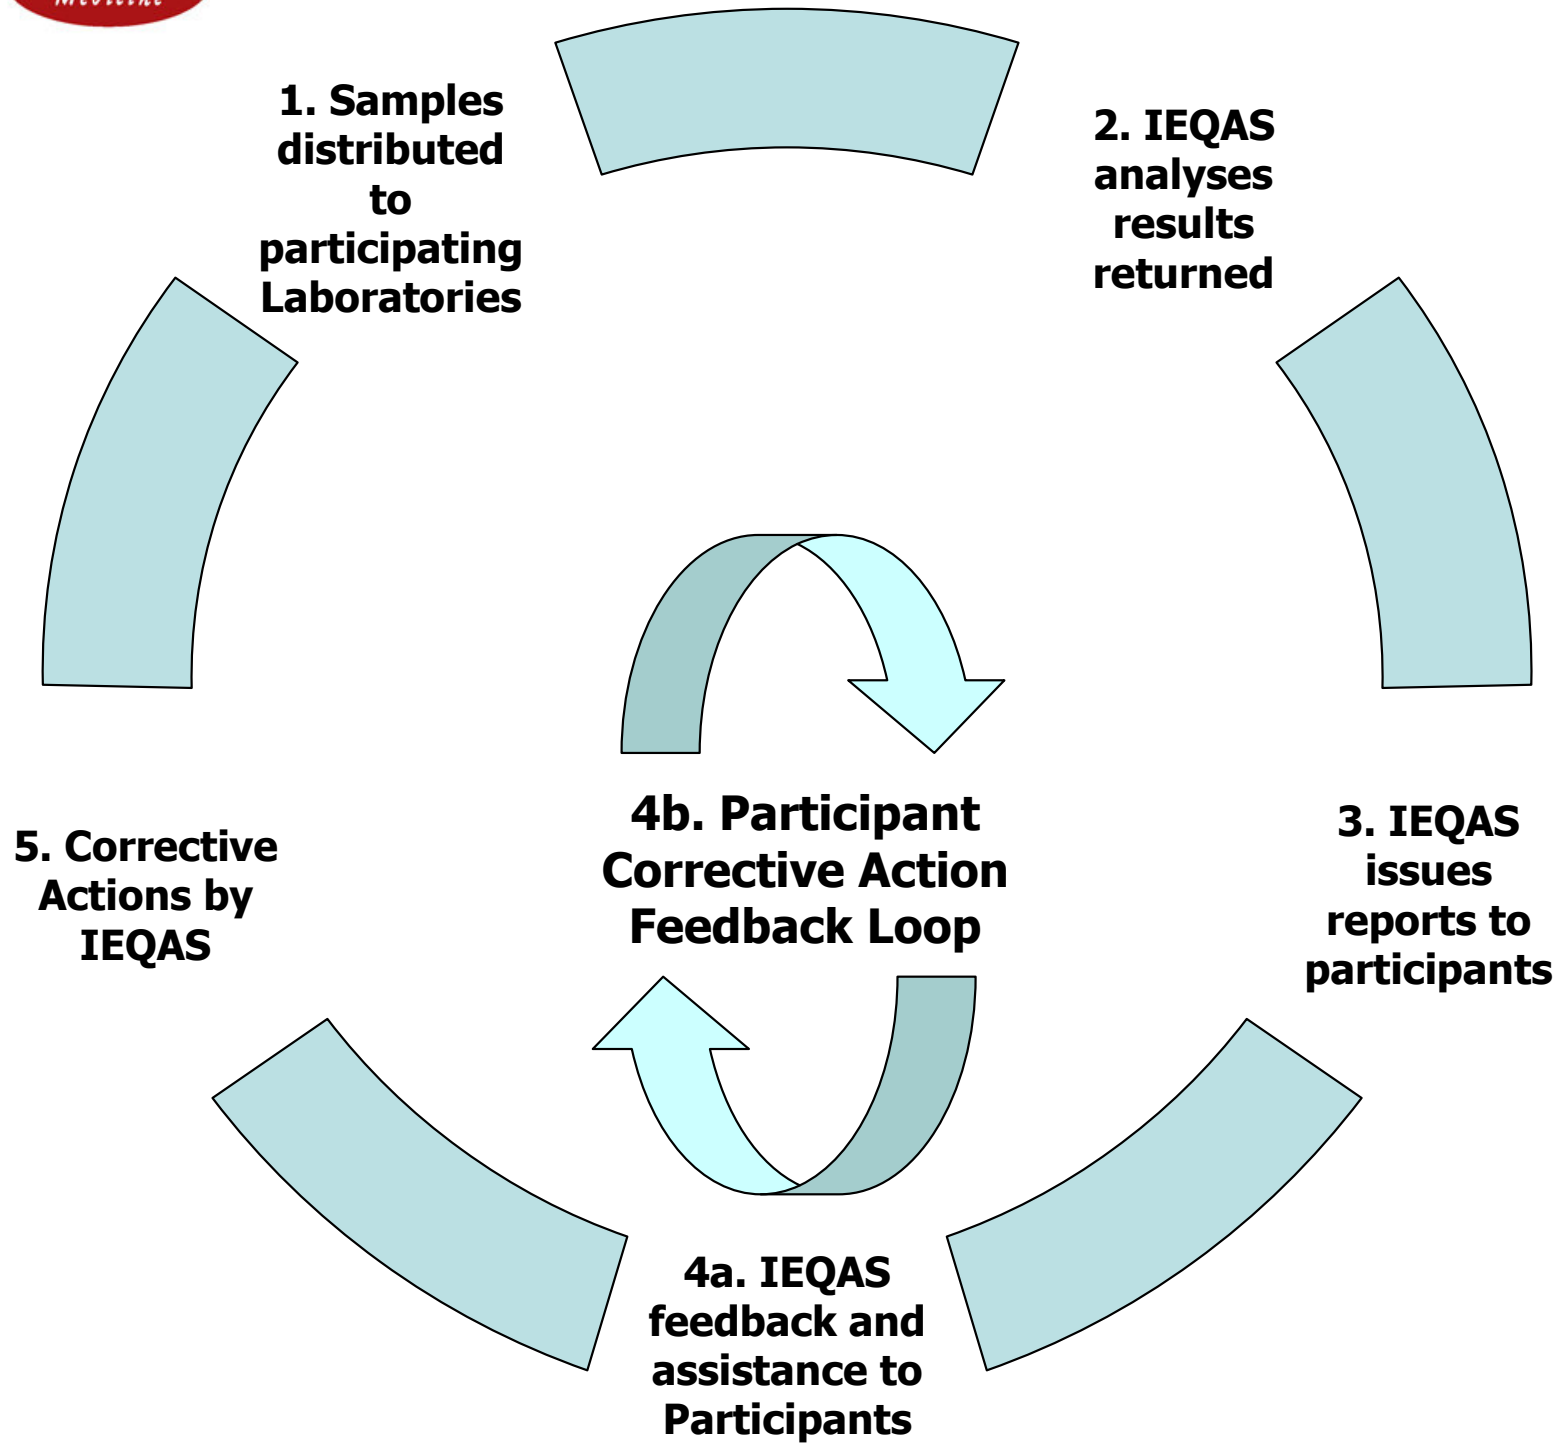 Medicine
1. Samples
distributed
to
participating
Laboratories
2. IEQAS
analyses
results
returned
3. IEQAS
issues
reports to
participants
4b. Participant
Corrective Action
Feedback Loop
5. Corrective
Actions by
IEQAS
4a. IEQAS
feedback and
assistance to
Participants